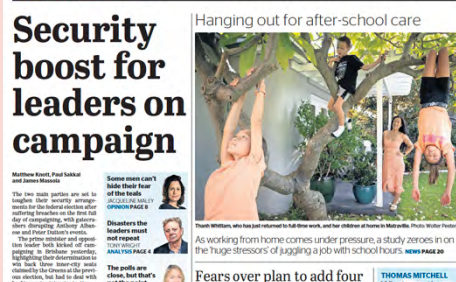 Security
boost for
leaders on
campaign
Matthew Knott, Paul Sakkal
and James Massola
The two main parties are set to
toughen their security arrange-
ments for the federal election after
suffering breaches on the first full
day of campaigning, with gatecra-
shers disrupting Anthony Alban-
ese and Peter Dutton's events.
The prime minister and opposi-
tion leader both kicked off cam-
paigning in Brisbane yesterday,
highlighting their determination to
win back three inner-city seats
claimed by the Greens at the previ-
ous election, but had to deal with
Some men can't
hide their fear
of the teals
JACQUELINE MALEY
OPINION PAGE 8
Disasters the
leaders must
not repeat
TONY WRIGHT
ANALYSIS PAGE 4
The polls are
close, but that's
not the point
Hanging out for after-school care
Thanh Whittam, who has just returned to full-time work, and her children at home in Matraville. Photo: Wolter Peeters
As working from home comes under pressure, a study zeroes in on
the 'huge stressors' of juggling a job with school hours. NEWS PAGE 20
Fears over plan to add four
THOMAS MITCHELL